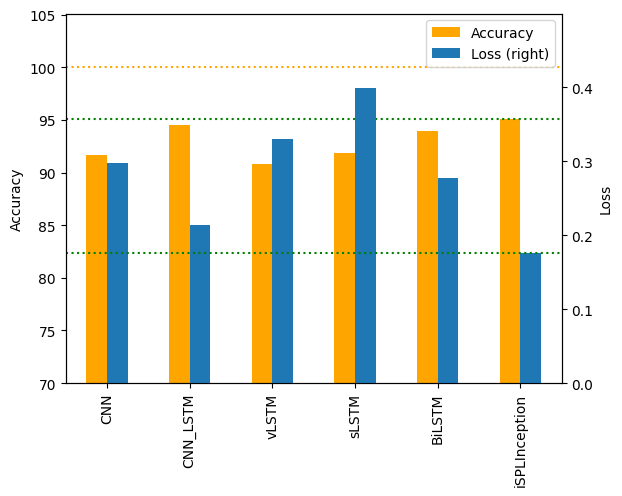 Accuracy
Loss (right)
105
100
95
90
85
80
75
70
Accuracy
0.4
0.3
0.2
0.1
0.0
Loss
CNN
CNN_LSTM
vLSTM
sLSTM
BiLSTM
iSPLInception